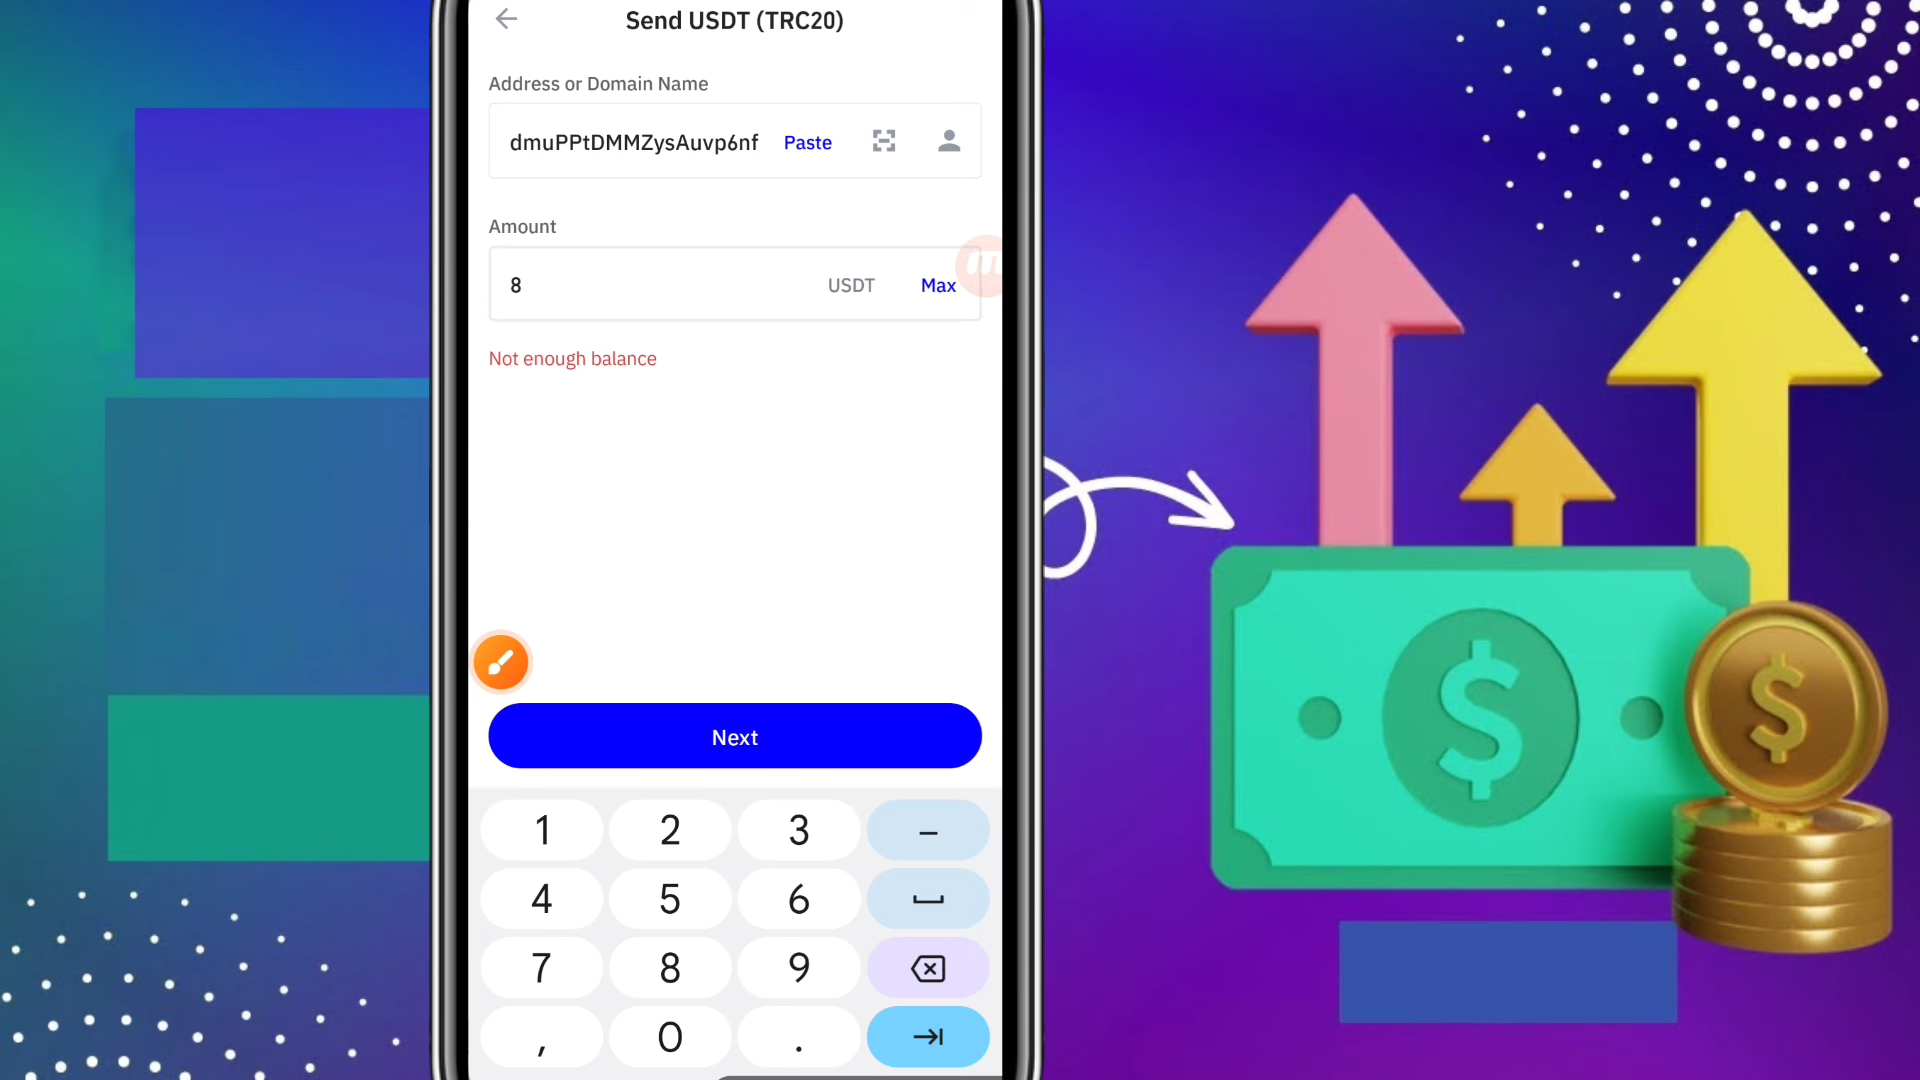 Send USDT (TRC20)
Address or Domain Name
dmuPPtDMMZysAuvp6nf Paste
Amount
8 USDT Max
Not enough balance
Next
1 2 3 –
4 5 6
7 8 9
, 0 .
$ $